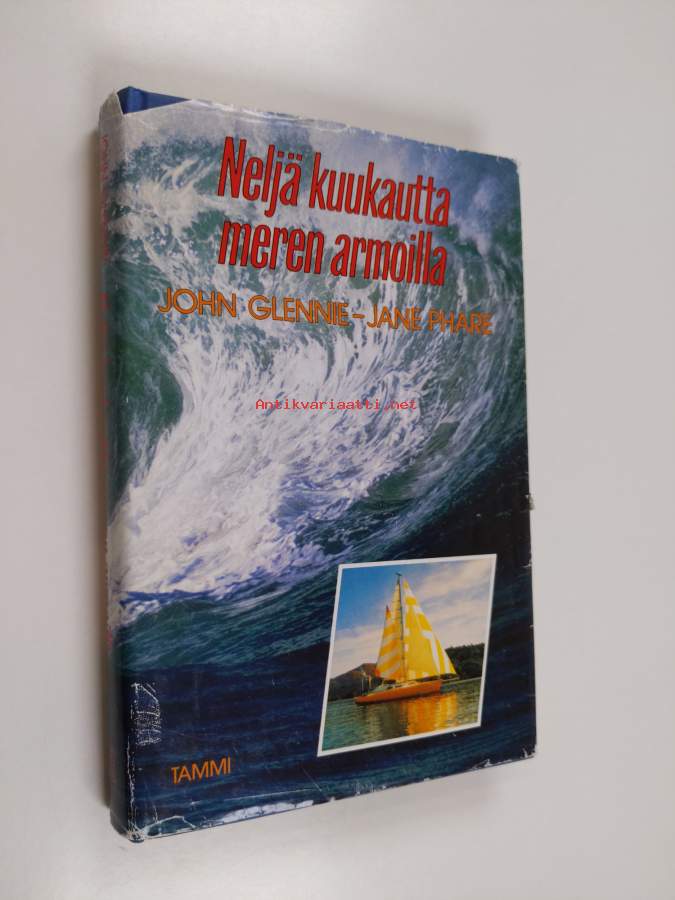 Neljä kuukautta
meren armoilla
JOHN GLENNIE-JANE PHARE
Antikvariaatti.net
TAMMI